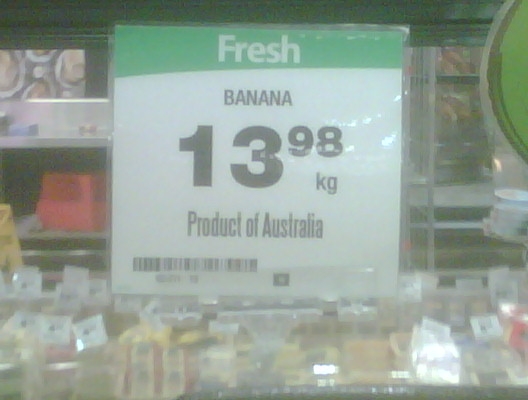 Fresh
BANANA
13 98
kg
Product of Australia